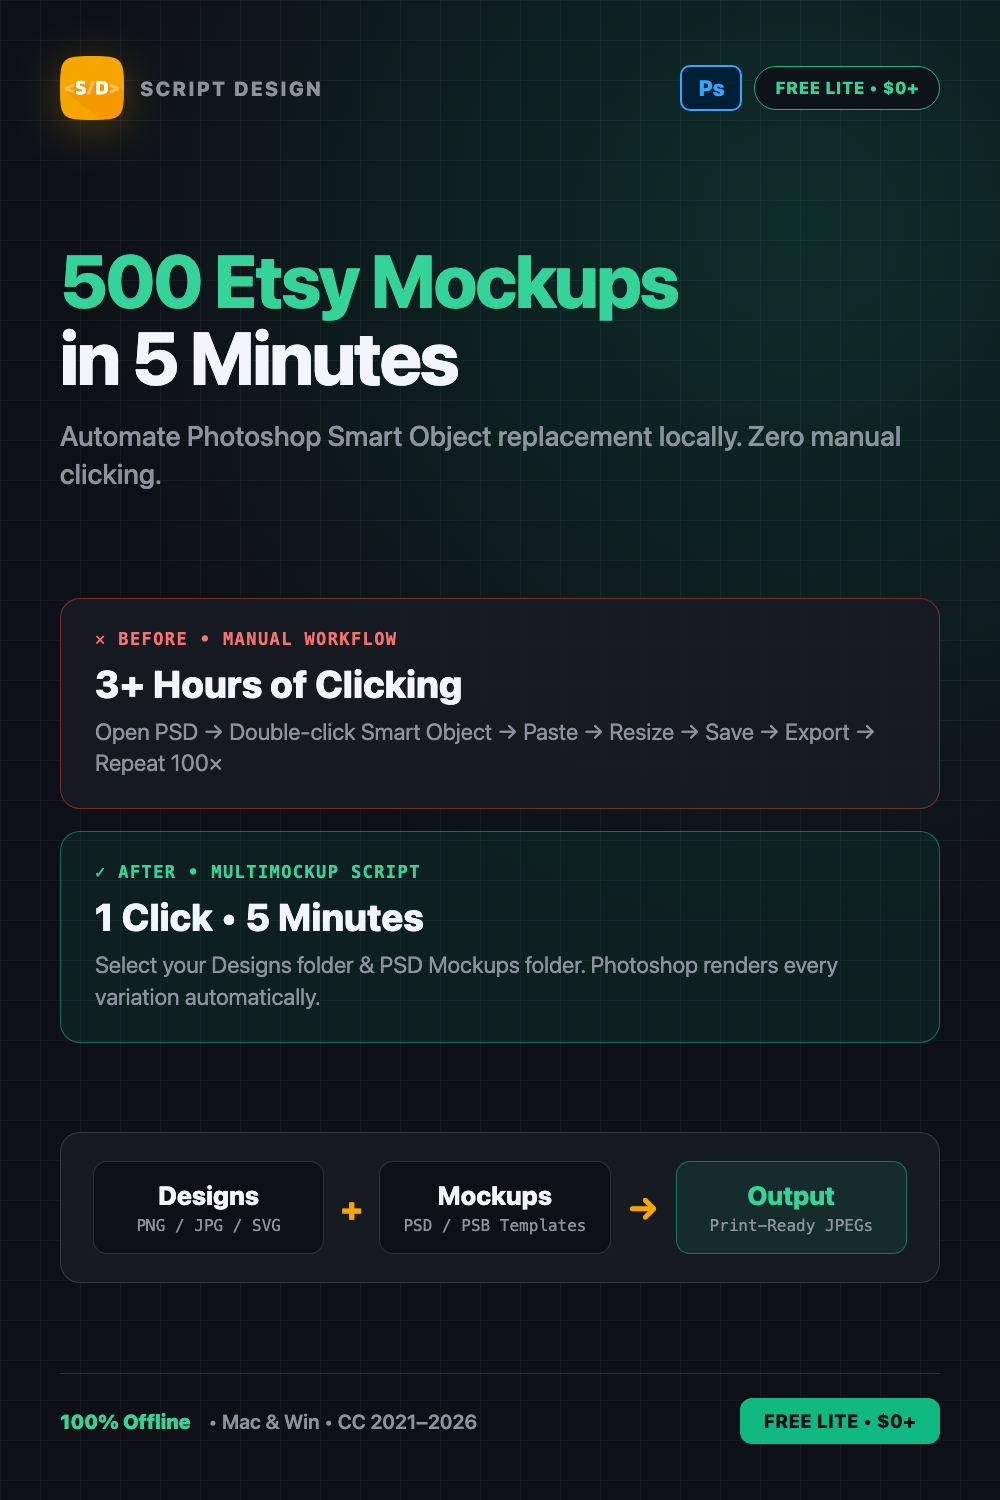 <S/D> SCRIPT DESIGN
Ps
FREE LITE • $0+
500 Etsy Mockups
in 5 Minutes
Automate Photoshop Smart Object replacement locally. Zero manual
clicking.
× BEFORE • MANUAL WORKFLOW
3+ Hours of Clicking
Open PSD → Double-click Smart Object → Paste → Resize → Save → Export →
Repeat 100×
✓ AFTER • MULTIMOCKUP SCRIPT
1 Click • 5 Minutes
Select your Designs folder & PSD Mockups folder. Photoshop renders every
variation automatically.
Designs
PNG / JPG / SVG
+
Mockups
PSD / PSB Templates
→
Output
Print-Ready JPEGs
100% Offline • Mac & Win • CC 2021–2026
FREE LITE • $0+